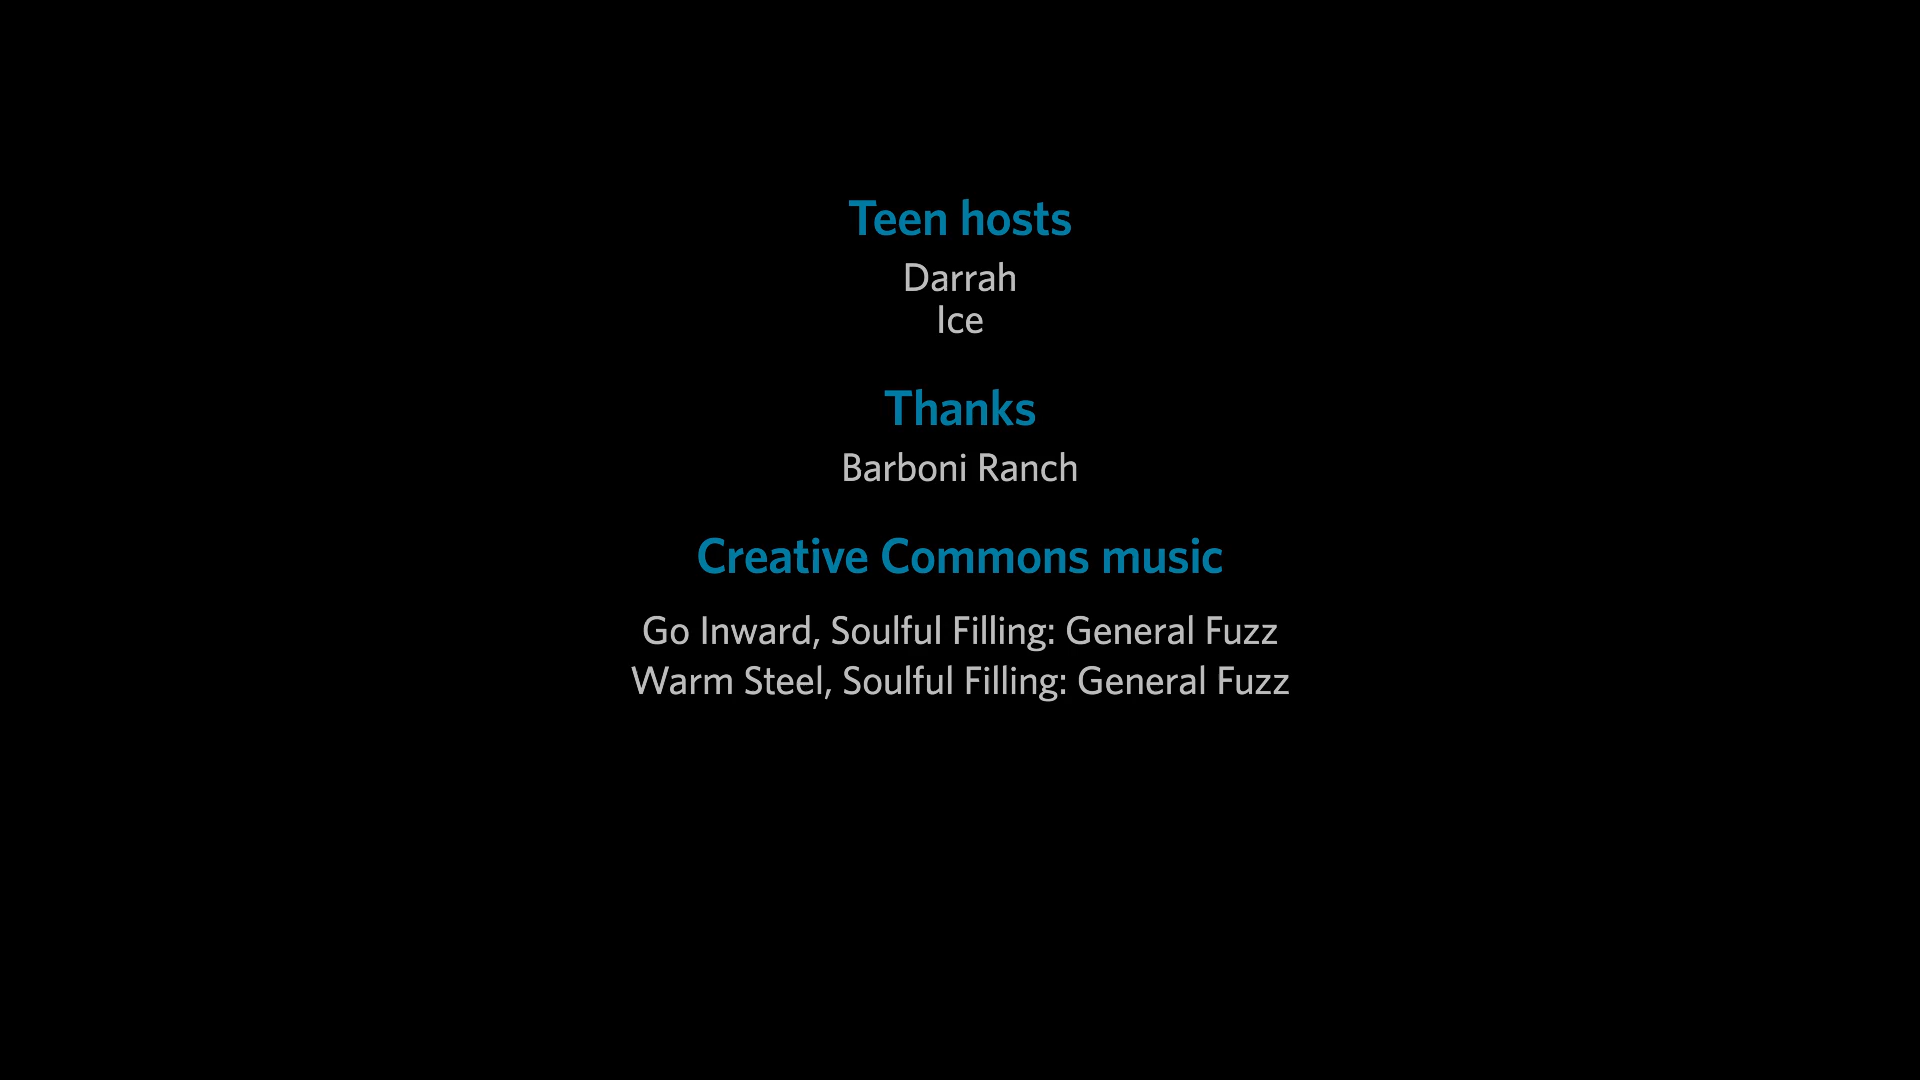 Teen hosts
Darrah
Ice
Thanks
Barboni Ranch
Creative Commons music
Go Inward, Soulful Filling: General Fuzz
Warm Steel, Soulful Filling: General Fuzz